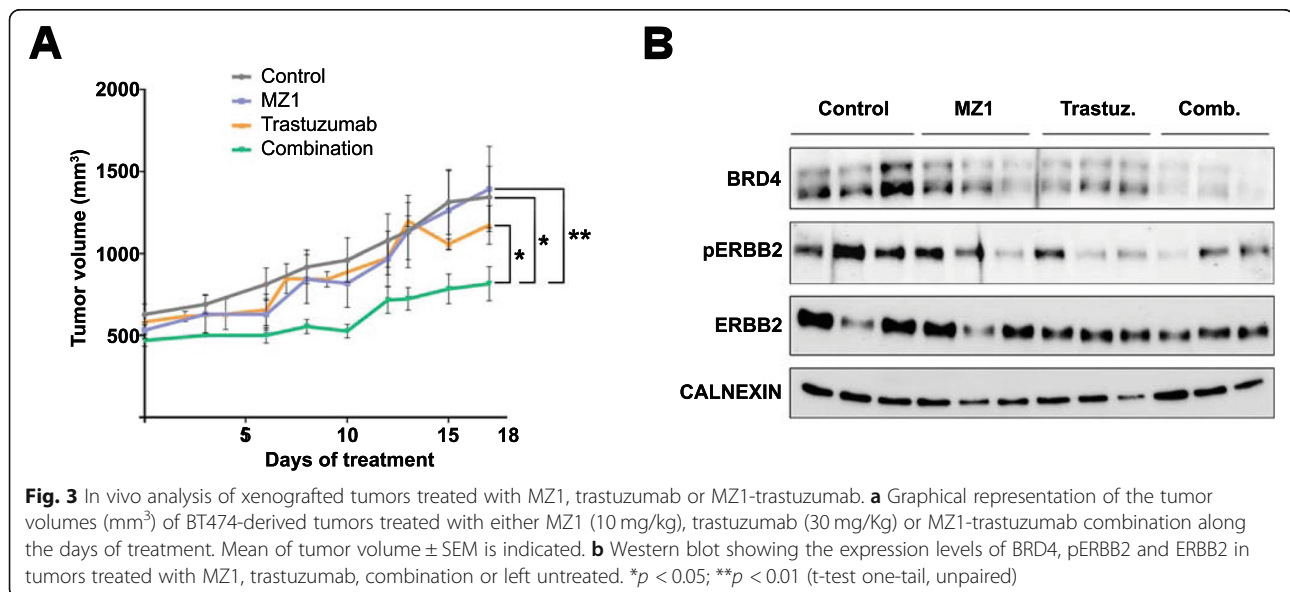 A
Control
MZ1
Trastuzumab
Combination
Tumor volume (mm³)
2000
1500
1000
500
5
10
15
18
Days of treatment
*
*
**
B
Control MZ1 Trastuz. Comb.
BRD4
pERBB2
ERBB2
CALNEXIN
Fig. 3 In vivo analysis of xenografted tumors treated with MZ1, trastuzumab or MZ1-trastuzumab. a Graphical representation of the tumor
volumes (mm³) of BT474-derived tumors treated with either MZ1 (10 mg/kg), trastuzumab (30 mg/Kg) or MZ1-trastuzumab combination along
the days of treatment. Mean of tumor volume ± SEM is indicated. b Western blot showing the expression levels of BRD4, pERBB2 and ERBB2 in
tumors treated with MZ1, trastuzumab, combination or left untreated. *p < 0.05; **p < 0.01 (t-test one-tail, unpaired)